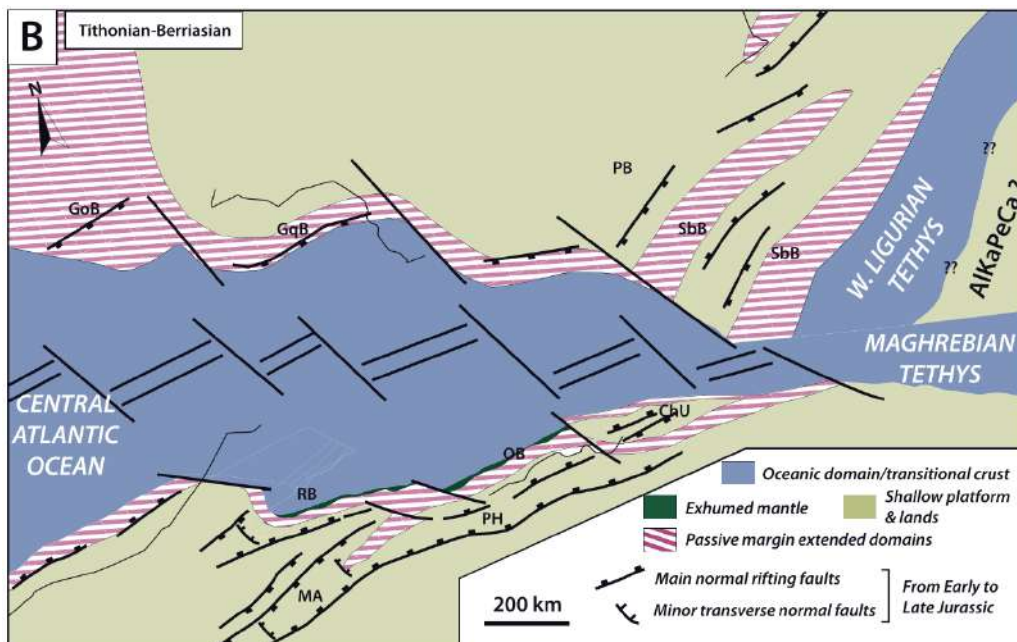 B
Tithonian-Berriasian
N
PB
??
GoB
GqB
SbB
SbB
W. LIGURIAN
TETHYS
??
AlKaPeCa ?
MAGHREBIAN
TETHYS
CENTRAL
ATLANTIC
OCEAN
ChU
OB
RB
PH
MA
Oceanic domain/transitional crust
Exhumed mantle
Shallow platform
& lands
Passive margin extended domains
Main normal rifting faults
Minor transverse normal faults
From Early to
Late Jurassic
200 km